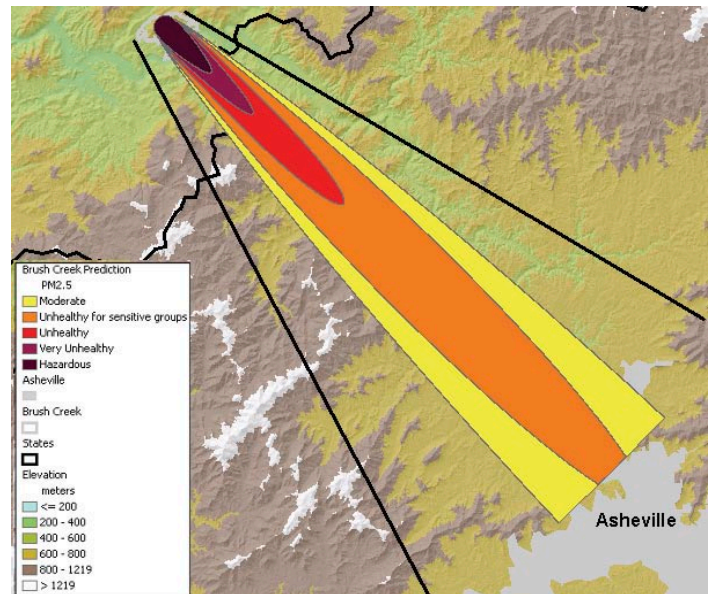 Brush Creek Prediction
PM2.5
Moderate
Unhealthy for sensitive groups
Unhealthy
Very Unhealthy
Hazardous
Asheville
Brush Creek
States
Elevation
meters
<= 200
200 - 400
400 - 600
600 - 800
800 - 1219
> 1219
Asheville